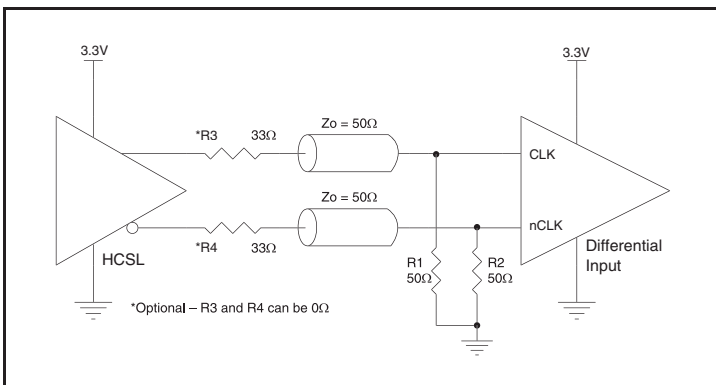 3.3V
3.3V
*R3 33Ω
Zo = 50Ω
CLK
Zo = 50Ω
nCLK
HCSL
*R4 33Ω
R1
50Ω
R2
50Ω
Differential
Input
*Optional – R3 and R4 can be 0Ω